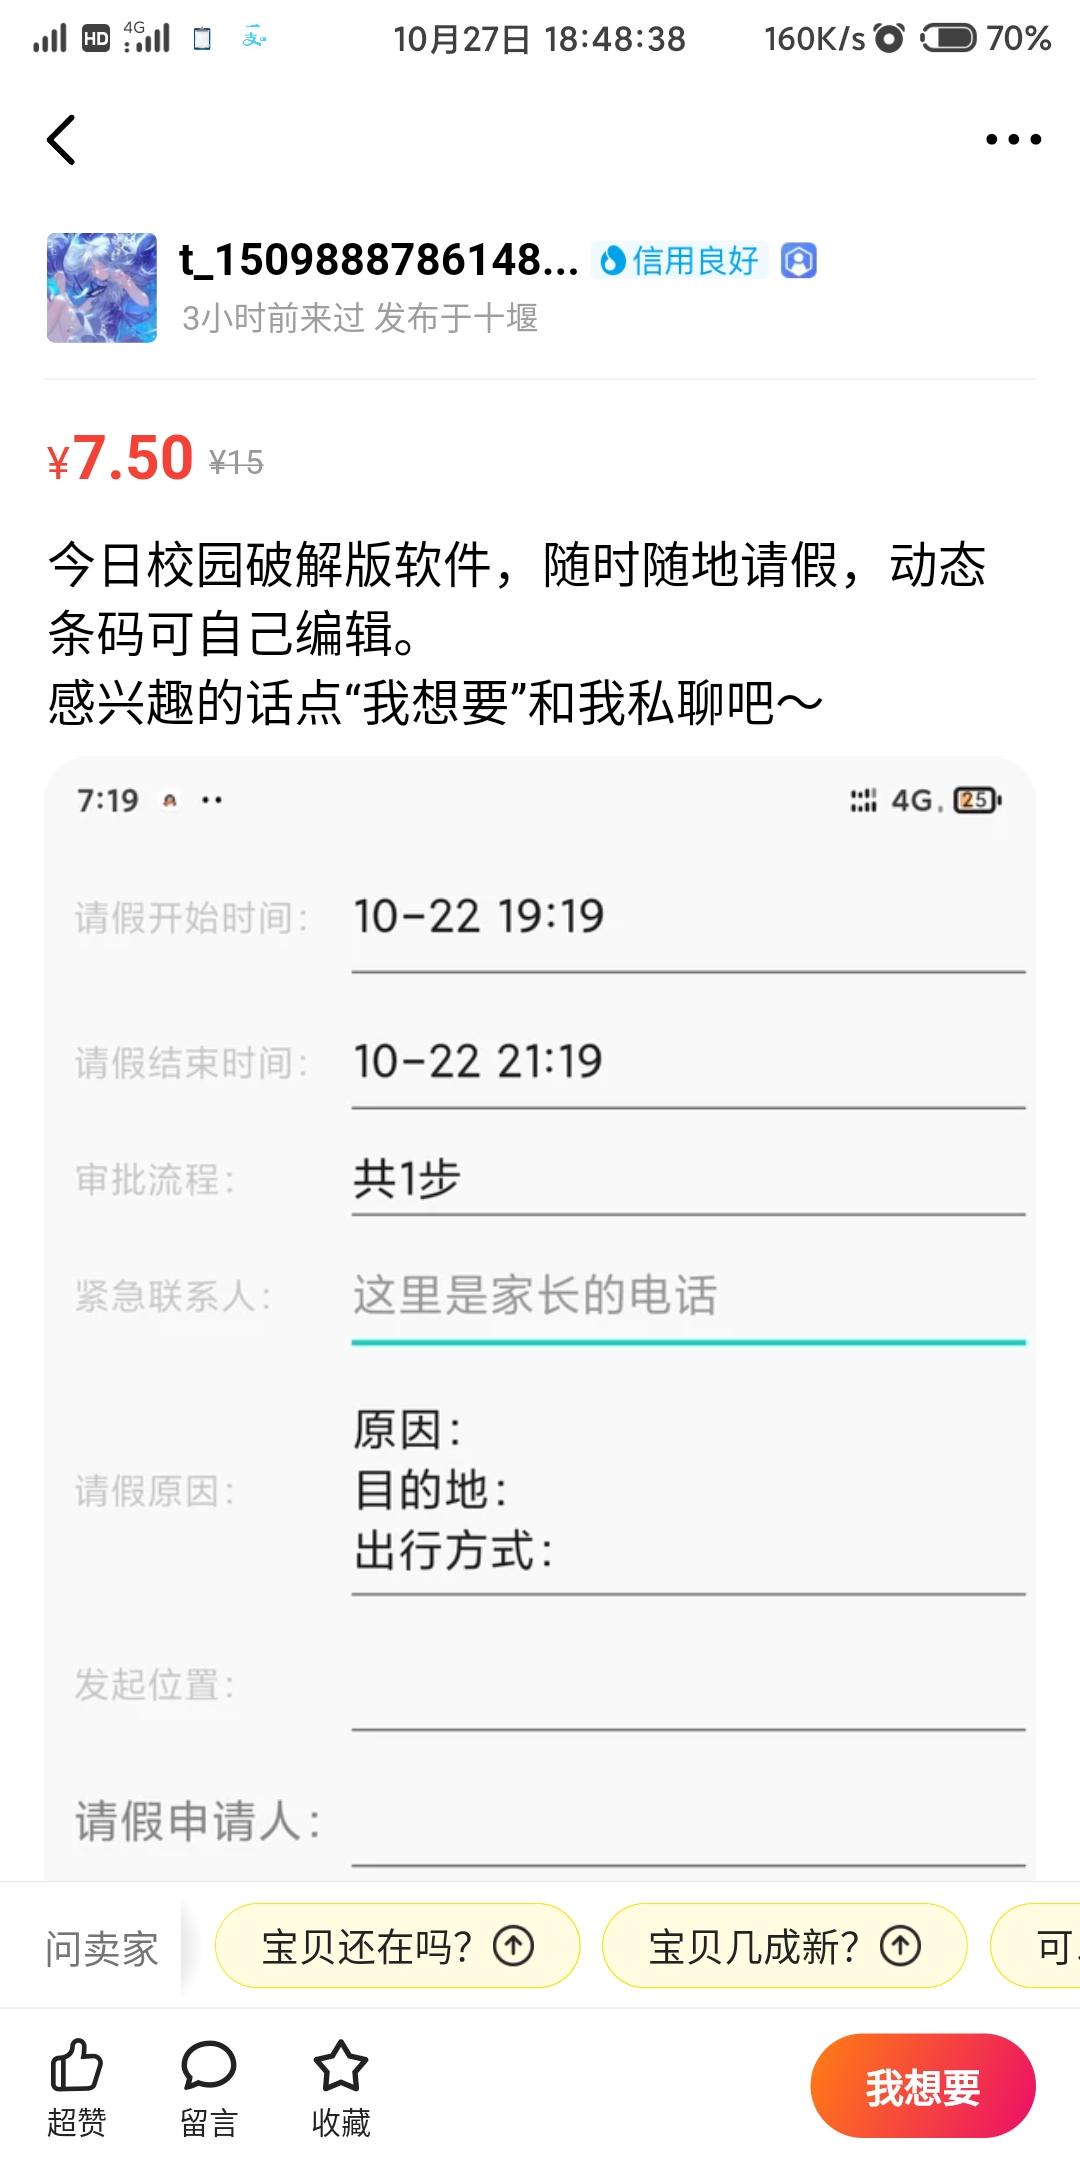 HD 4G 10月27日 18:48:38 160K/s 70%
t_1509888786148... 信用良好
3小时前来过 发布于十堰
¥7.50 ¥15
今日校园破解版软件，随时随地请假，动态
条码可自己编辑。
感兴趣的话点“我想要”和我私聊吧～
7:19 4G 25
请假开始时间： 10-22 19:19
请假结束时间： 10-22 21:19
审批流程： 共1步
紧急联系人： 这里是家长的电话
请假原因： 原因：
目的地：
出行方式：
发起位置：
请假申请人：
问卖家 宝贝还在吗？ 宝贝几成新？ 可
超赞 留言 收藏 我想要